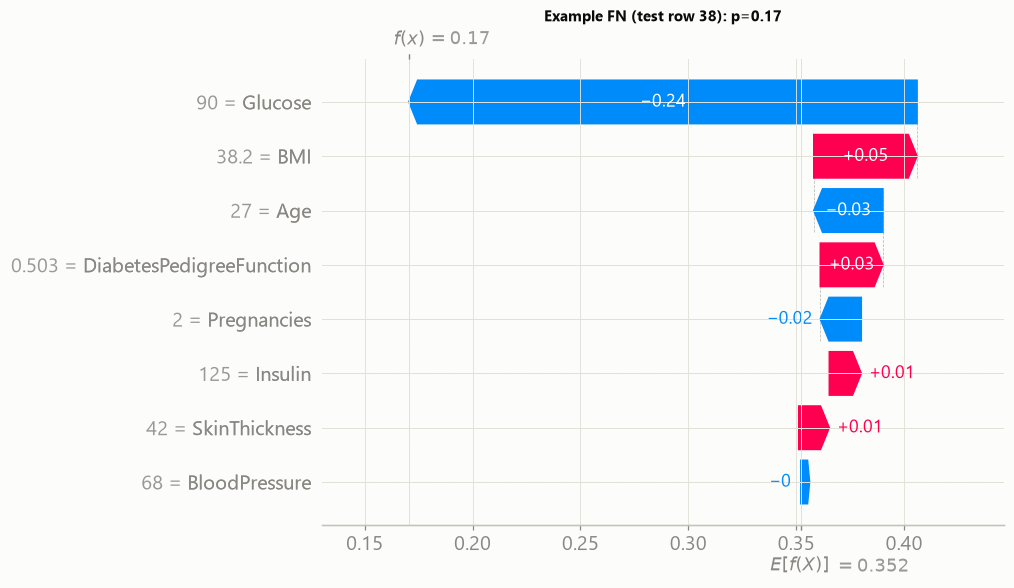 Example FN (test row 38): p=0.17
f(x) = 0.17
90 = Glucose
−0.24
38.2 = BMI
+0.05
27 = Age
−0.03
0.503 = DiabetesPedigreeFunction
+0.03
2 = Pregnancies
−0.02
125 = Insulin
+0.01
42 = SkinThickness
+0.01
68 = BloodPressure
−0
0.15 0.20 0.25 0.30 0.35 0.40
E[f(X)] = 0.352